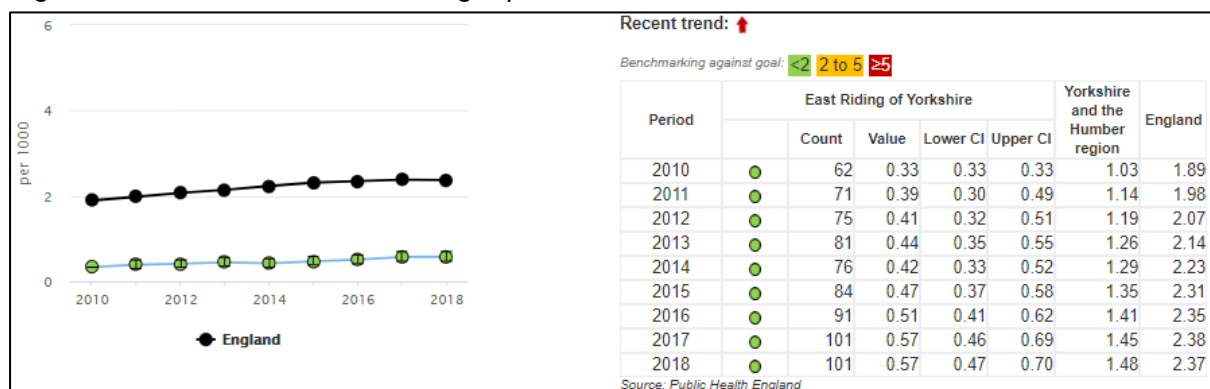 6
4
2
0
per 1000
2010 2012 2014 2016 2018
England
Recent trend:
Benchmarking against goal: <2 2 to 5 ≥5
Period East Riding of Yorkshire Yorkshire and the Humber region England
Count Value Lower CI Upper CI
2010 62 0.33 0.33 0.33 1.03 1.89
2011 71 0.39 0.30 0.49 1.14 1.98
2012 75 0.41 0.32 0.51 1.19 2.07
2013 81 0.44 0.35 0.55 1.26 2.14
2014 76 0.42 0.33 0.52 1.29 2.23
2015 84 0.47 0.37 0.58 1.35 2.31
2016 91 0.51 0.41 0.62 1.41 2.35
2017 101 0.57 0.46 0.69 1.45 2.38
2018 101 0.57 0.47 0.70 1.48 2.37
Source: Public Health England